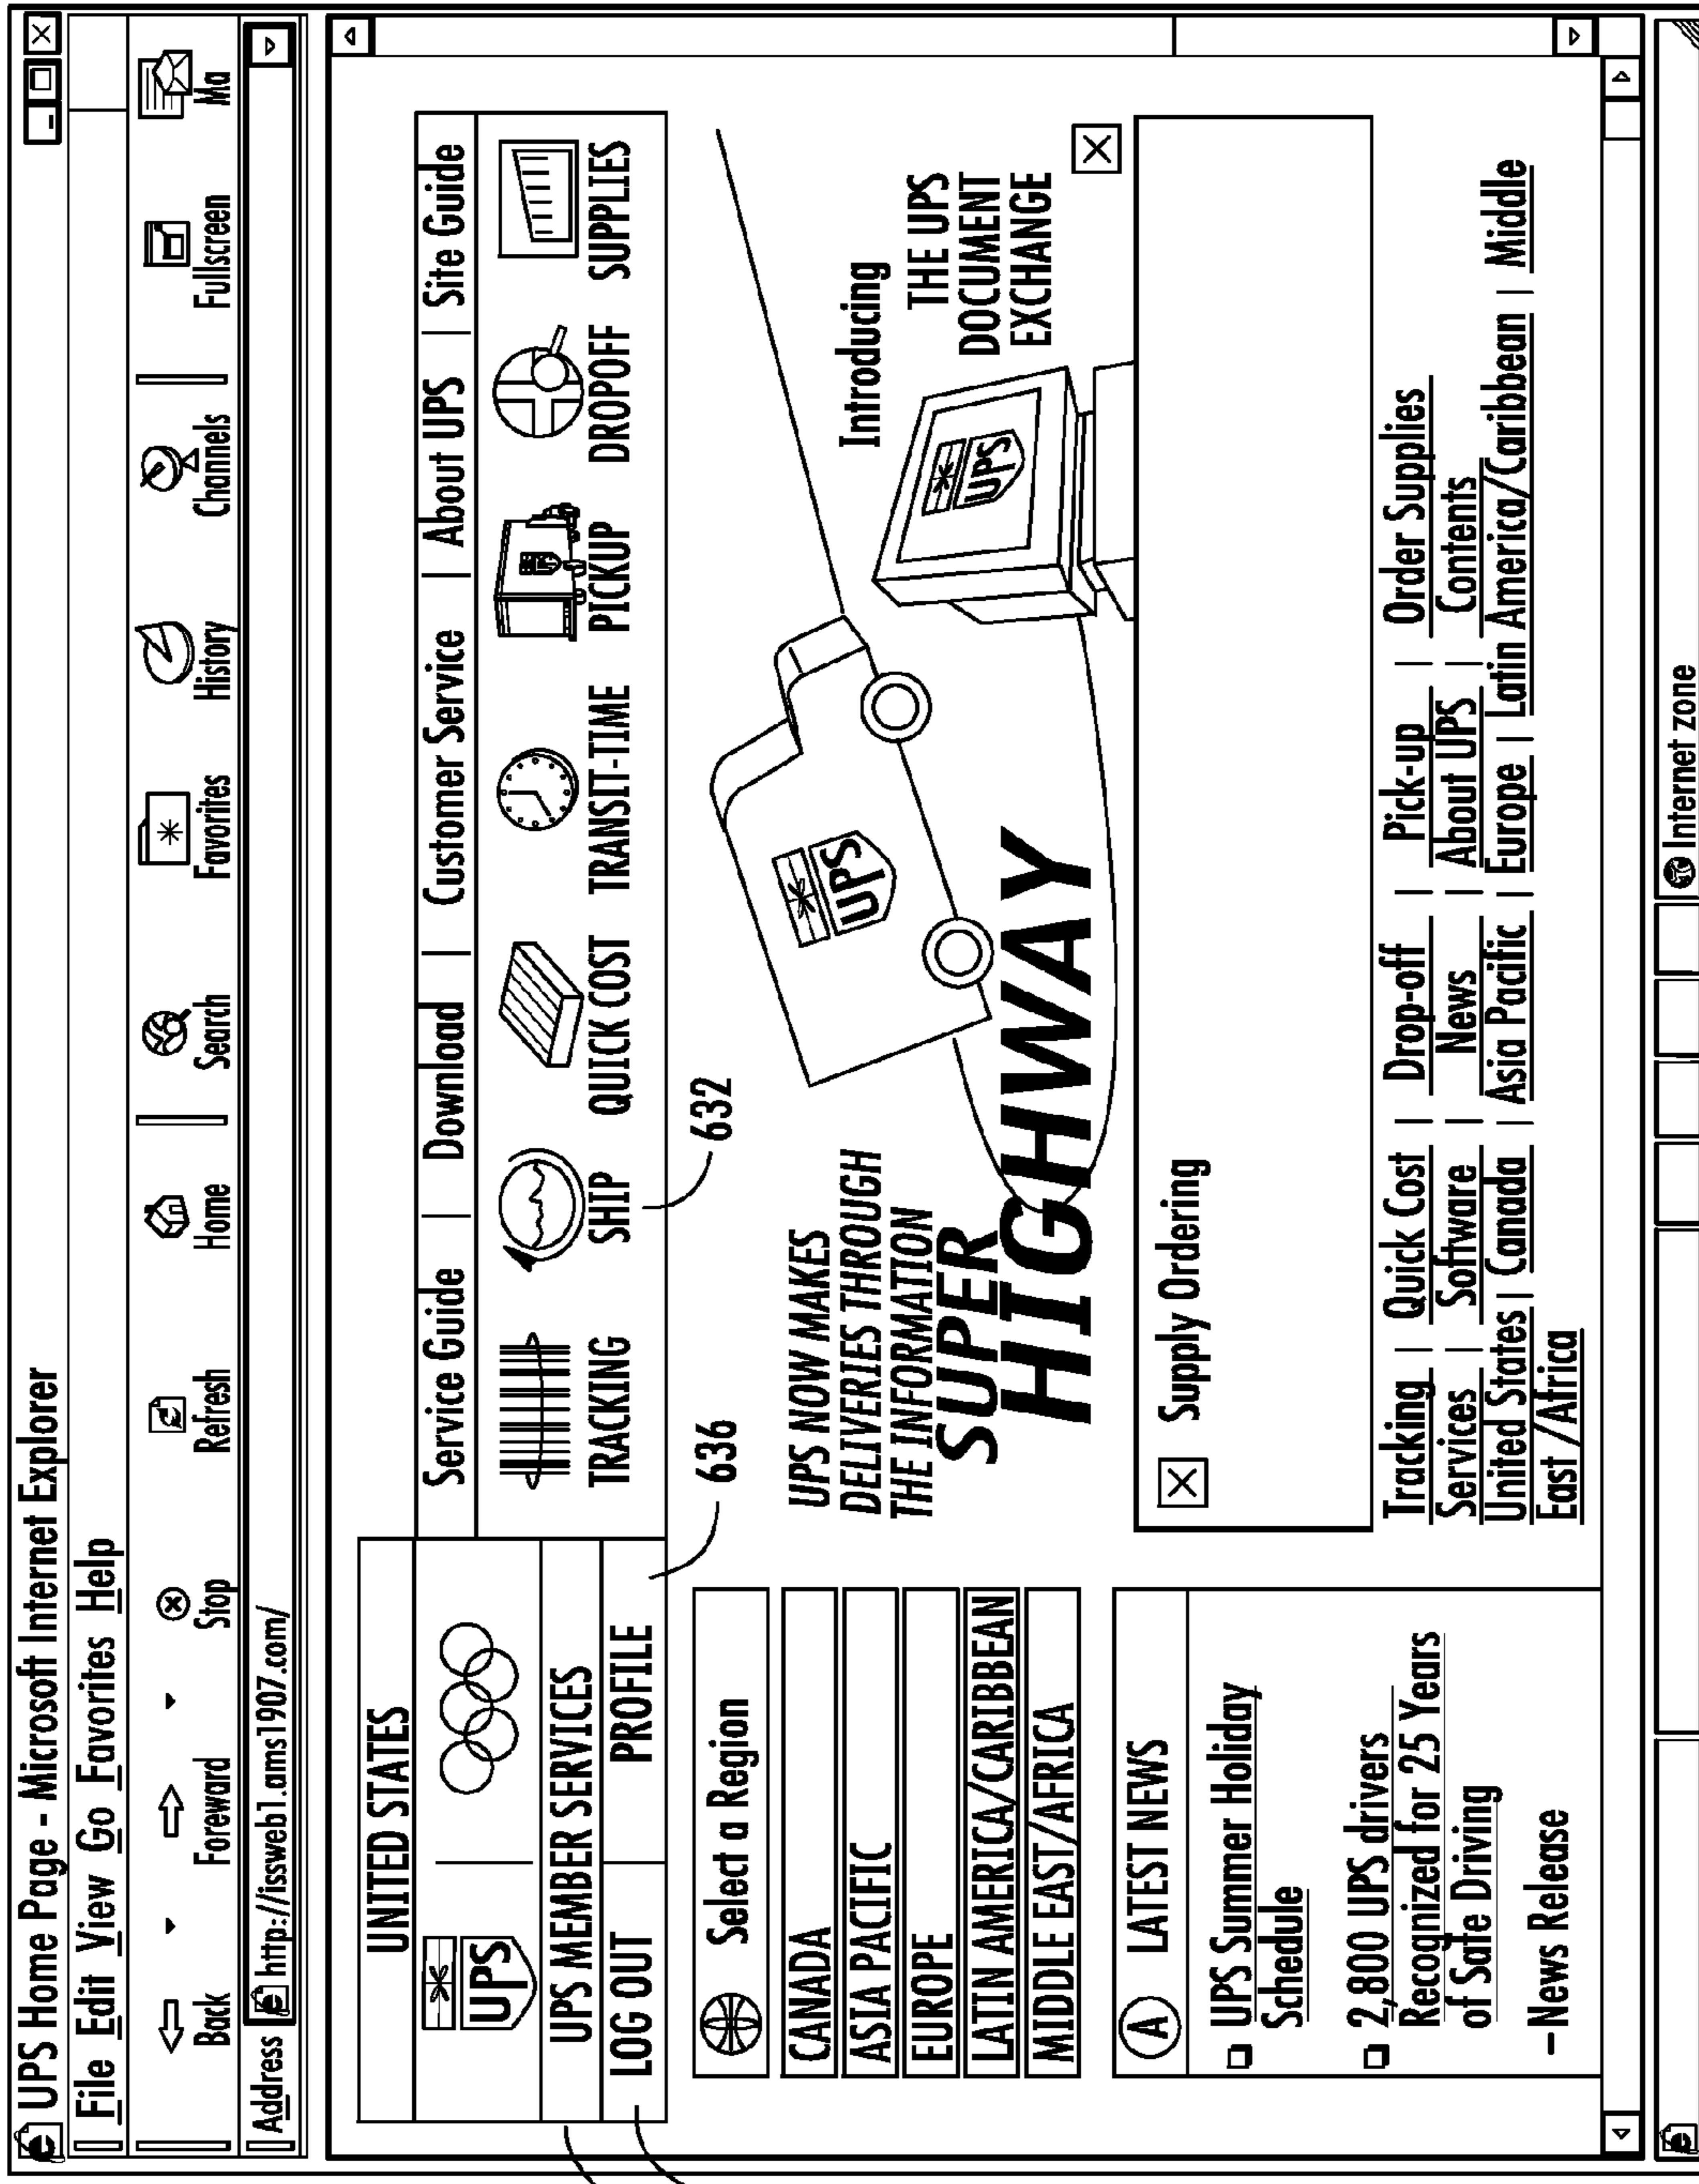 UPS Home Page - Microsoft Internet Explorer
File Edit View Go Favorites Help
Back Foreward Stop Refresh Home Search Favorites History Channels Fullscreen Ma
Address http://issweb1.ams1907.com/
UNITED STATES
UPS
UPS MEMBER SERVICES
LOG OUT PROFILE
636
Service Guide | Download | Customer Service | About UPS | Site Guide
TRACKING SHIP QUICK COST TRANSIT-TIME PICKUP DROPOFF SUPPLIES
UPS
632
Select a Region
CANADA
ASIA PACIFIC
EUROPE
LATIN AMERICA/CARIBBEAN
MIDDLE EAST/AFRICA
A LATEST NEWS
UPS Summer Holiday
Schedule
2,800 UPS drivers
Recognized for 25 Years
of Safe Driving
–News Release
UPS NOW MAKES
DELIVERIES THROUGH
THE INFORMATION
SUPER
HIGHWAY
UPS
UPS
Introducing
THE UPS
DOCUMENT
EXCHANGE
Supply Ordering
Tracking | Quick Cost | Drop-off | Pick-up | Order Supplies
Services | Software | News | About UPS | Contents
United States | Canada | Asia Pacific | Europe | Latin America/Caribbean | Middle
East /Africa
Internet zone